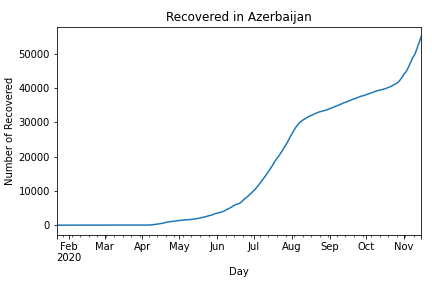 Recovered in Azerbaijan
Number of Recovered
50000
40000
30000
20000
10000
0
Feb Mar Apr May Jun Jul Aug Sep Oct Nov
2020
Day